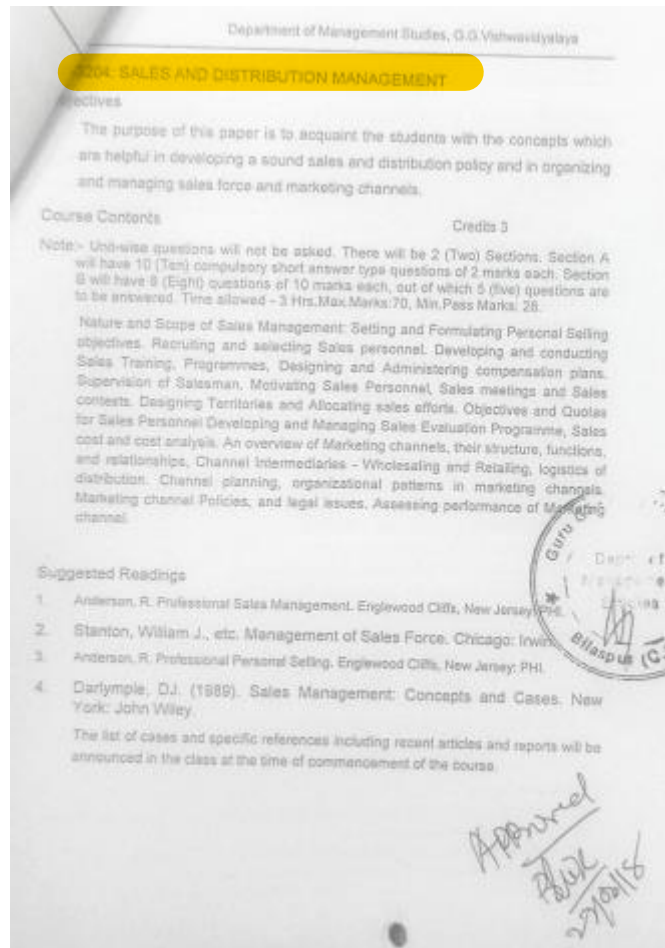 Department of Management Studies, G.G.Vishwavidyalaya
3204: SALES AND DISTRIBUTION MANAGEMENT
jectives
The purpose of this paper is to acquaint the students with the concepts which
are helpful in developing a sound sales and distribution policy and in organizing
and managing sales force and marketing channels.
Course Contents Credits 3
Note:- Unit-wise questions will not be asked. There will be 2 (Two) Sections. Section A
will have 10 (Ten) compulsory short answer type questions of 2 marks each. Section
B will have 8 (Eight) questions of 10 marks each, out of which 5 (five) questions are
to be answered. Time allowed - 3 Hrs.Max.Marks:70, Min.Pass Marks: 28.
Nature and Scope of Sales Management: Setting and Formulating Personal Selling
objectives. Recruiting and selecting Sales personnel. Developing and conducting
Sales Training, Programmes, Designing and Administering compensation plans.
Supervision of Salesman, Motivating Sales Personnel, Sales meetings and Sales
contests. Designing Territories and Allocating sales efforts. Objectives and Quotas
for Sales Personnel Developing and Managing Sales Evaluation Programme, Sales
cost and cost analysis. An overview of Marketing channels, their structure, functions,
and relationships, Channel Intermediaries - Wholesaling and Retailing, logistics of
distribution. Channel planning, organizational patterns in marketing channels.
Marketing channel Policies, and legal issues, Assessing performance of Marketing
channel.
Guru
Bilaspur (C.
Suggested Readings
1. Anderson, R. Professional Sales Management. Englewood Cliffs, New Jersey: PHI.
2. Stanton, William J., etc. Management of Sales Force. Chicago: Irwin.
3. Anderson, R. Professional Personal Selling. Englewood Cliffs, New Jersey: PHI.
4. Darlymple, DJ. (1989). Sales Management: Concepts and Cases. New
York: John Wiley.
The list of cases and specific references including recent articles and reports will be
announced in the class at the time of commencement of the course.
Approved